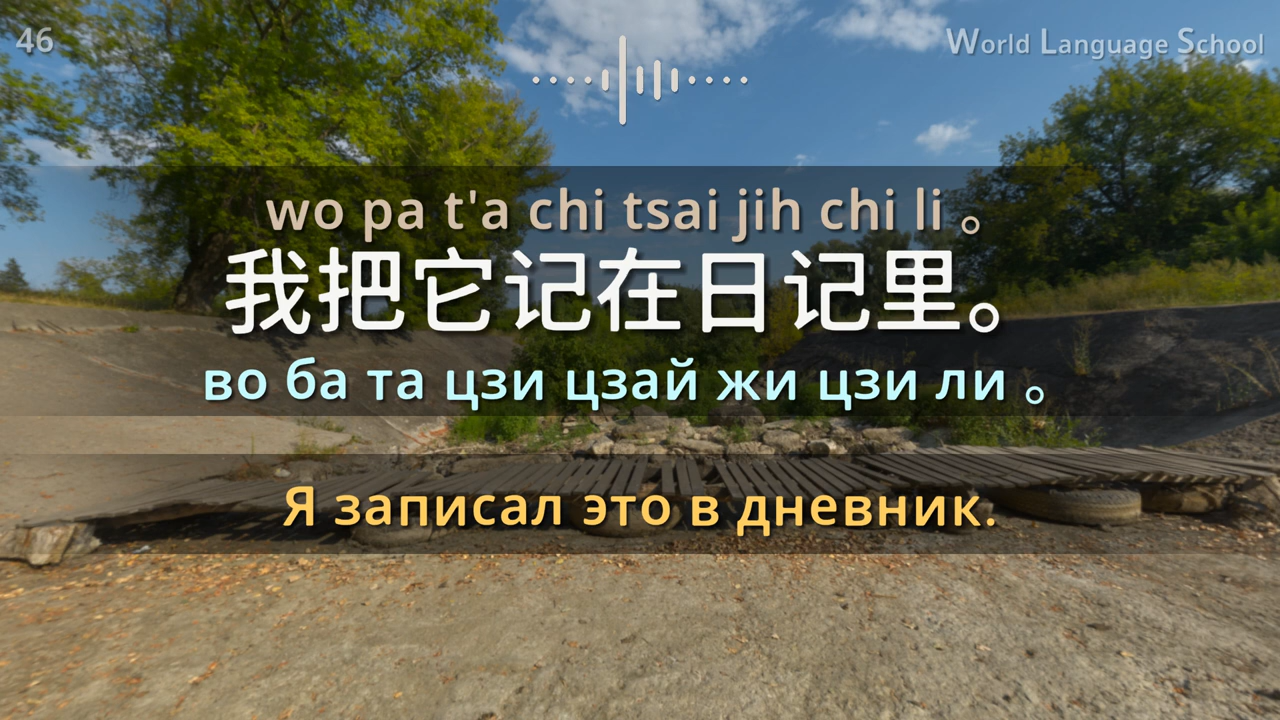 46
World Language School
wo pa t'a chi tsai jih chi li 。
我把它记在日记里。
во ба та цзи цзай жи цзи ли 。
Я записал это в дневник.